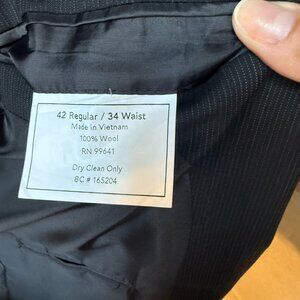 42 Regular / 34 Waist
Made in Vietnam
100% Wool
RN 99641
Dry Clean Only
BC # 165204